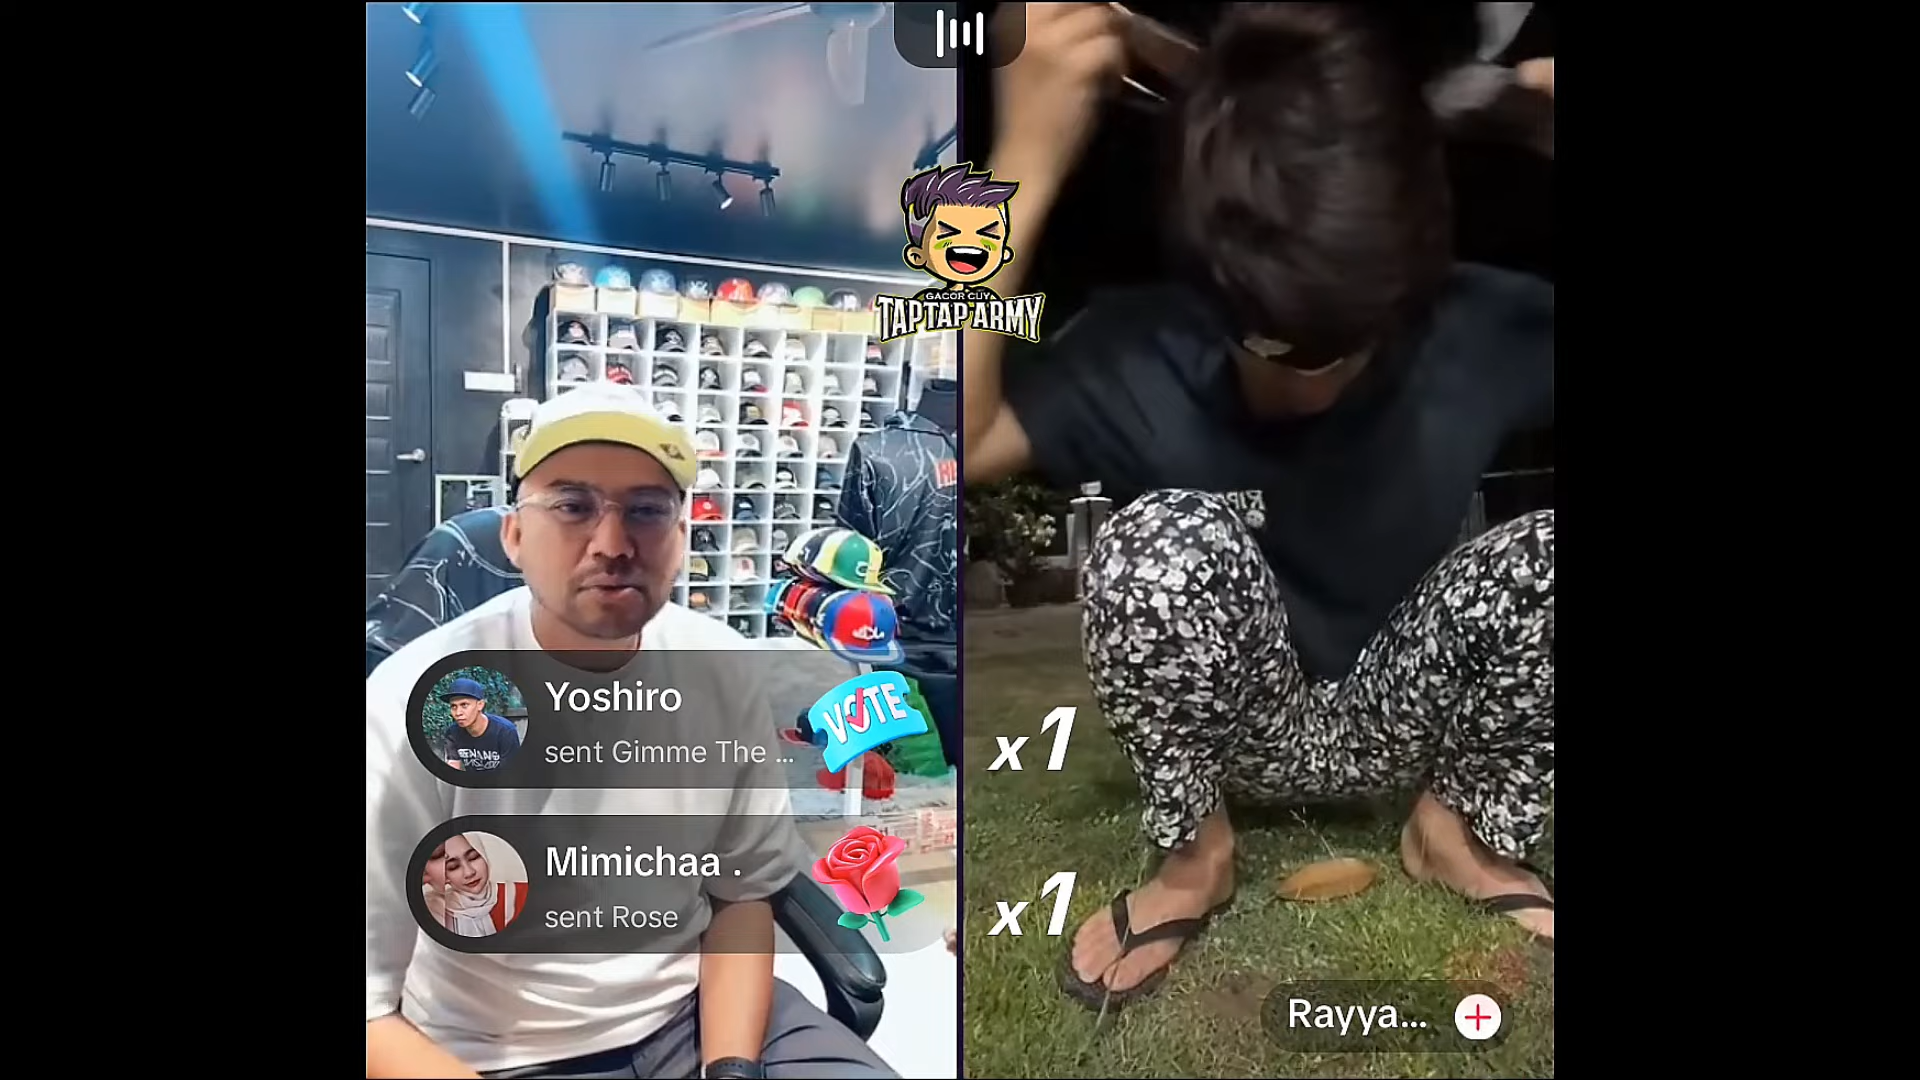 GACOR CUY
TAPTAP ARMY
Yoshiro
sent Gimme The ...
VOTE
x1
Mimichaa .
sent Rose
x1
Rayya...